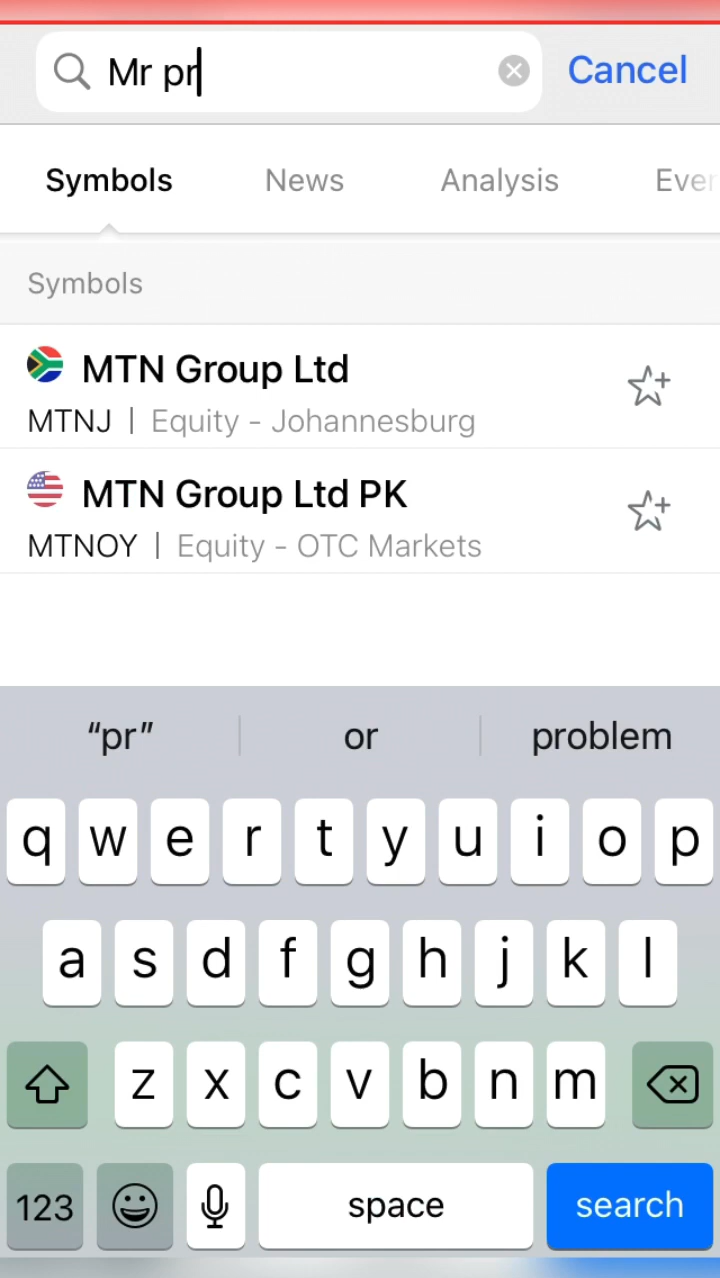 Mr pr
Cancel
Symbols News Analysis Ever
Symbols
MTN Group Ltd
MTNJ | Equity - Johannesburg
MTN Group Ltd PK
MTNOY | Equity - OTC Markets
“pr” or problem
q w e r t y u i o p
a s d f g h j k l
z x c v b n m
123 space search